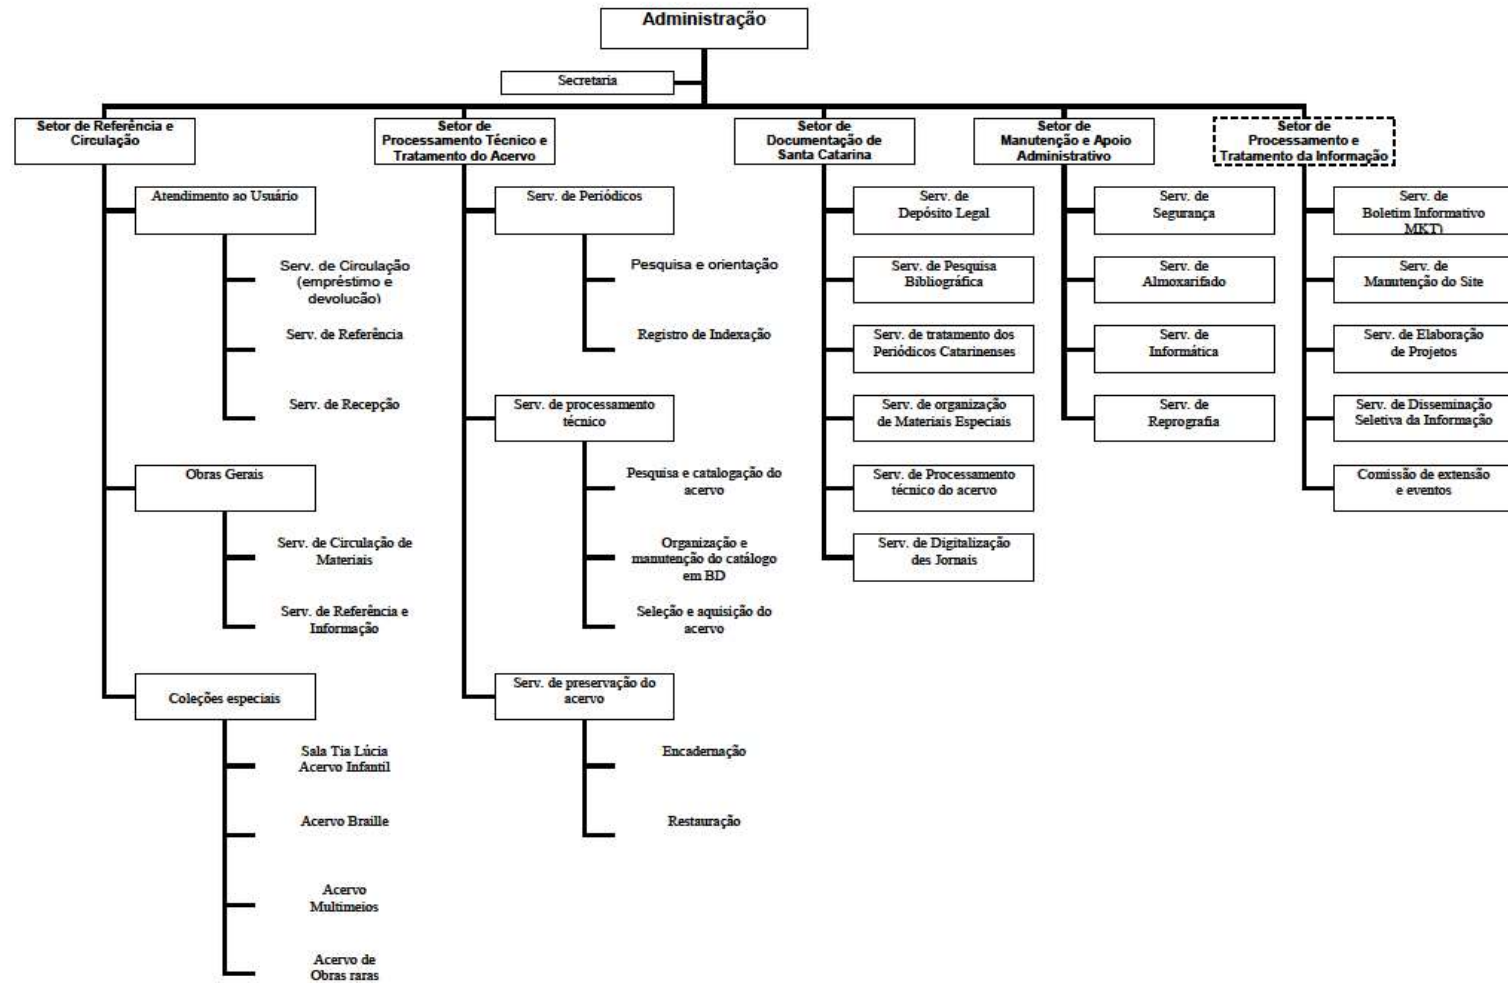 Administração
Secretaria
Setor de Referência e
Circulação
Atendimento ao Usuário
Serv. de Circulação
(empréstimo e
devolução)
Serv. de Referência
Serv. de Recepção
Obras Gerais
Serv. de Circulação de
Materiais
Serv. de Referência e
Informação
Coleções especiais
Sala Tia Lúcia
Acervo Infantil
Acervo Braille
Acervo
Multimeios
Acervo de
Obras raras
Setor de
Processamento Técnico e
Tratamento do Acervo
Serv. de Periódicos
Pesquisa e orientação
Registro de Indexação
Serv. de processamento
técnico
Pesquisa e catalogação do
acervo
Organização e
manutenção do catálogo
em BD
Seleção e aquisição do
acervo
Serv. de preservação do
acervo
Encadernação
Restauração
Setor de
Documentação de
Santa Catarina
Serv. de
Depósito Legal
Serv. de Pesquisa
Bibliográfica
Serv. de tratamento dos
Periódicos Catarinenses
Serv. de organização
de Materiais Especiais
Serv. de Processamento
técnico do acervo
Serv. de Digitalização
des Jornais
Setor de
Manutenção e Apoio
Administrativo
Serv. de
Segurança
Serv. de
Almoxarifado
Serv. de
Informática
Serv. de
Reprografia
Setor de
Processamento e
Tratamento da Informação
Serv. de
Boletim Informativo
MKT)
Serv. de
Manutenção do Site
Serv. de Elaboração
de Projetos
Serv. de Disseminação
Seletiva da Informação
Comissão de extensão
e eventos